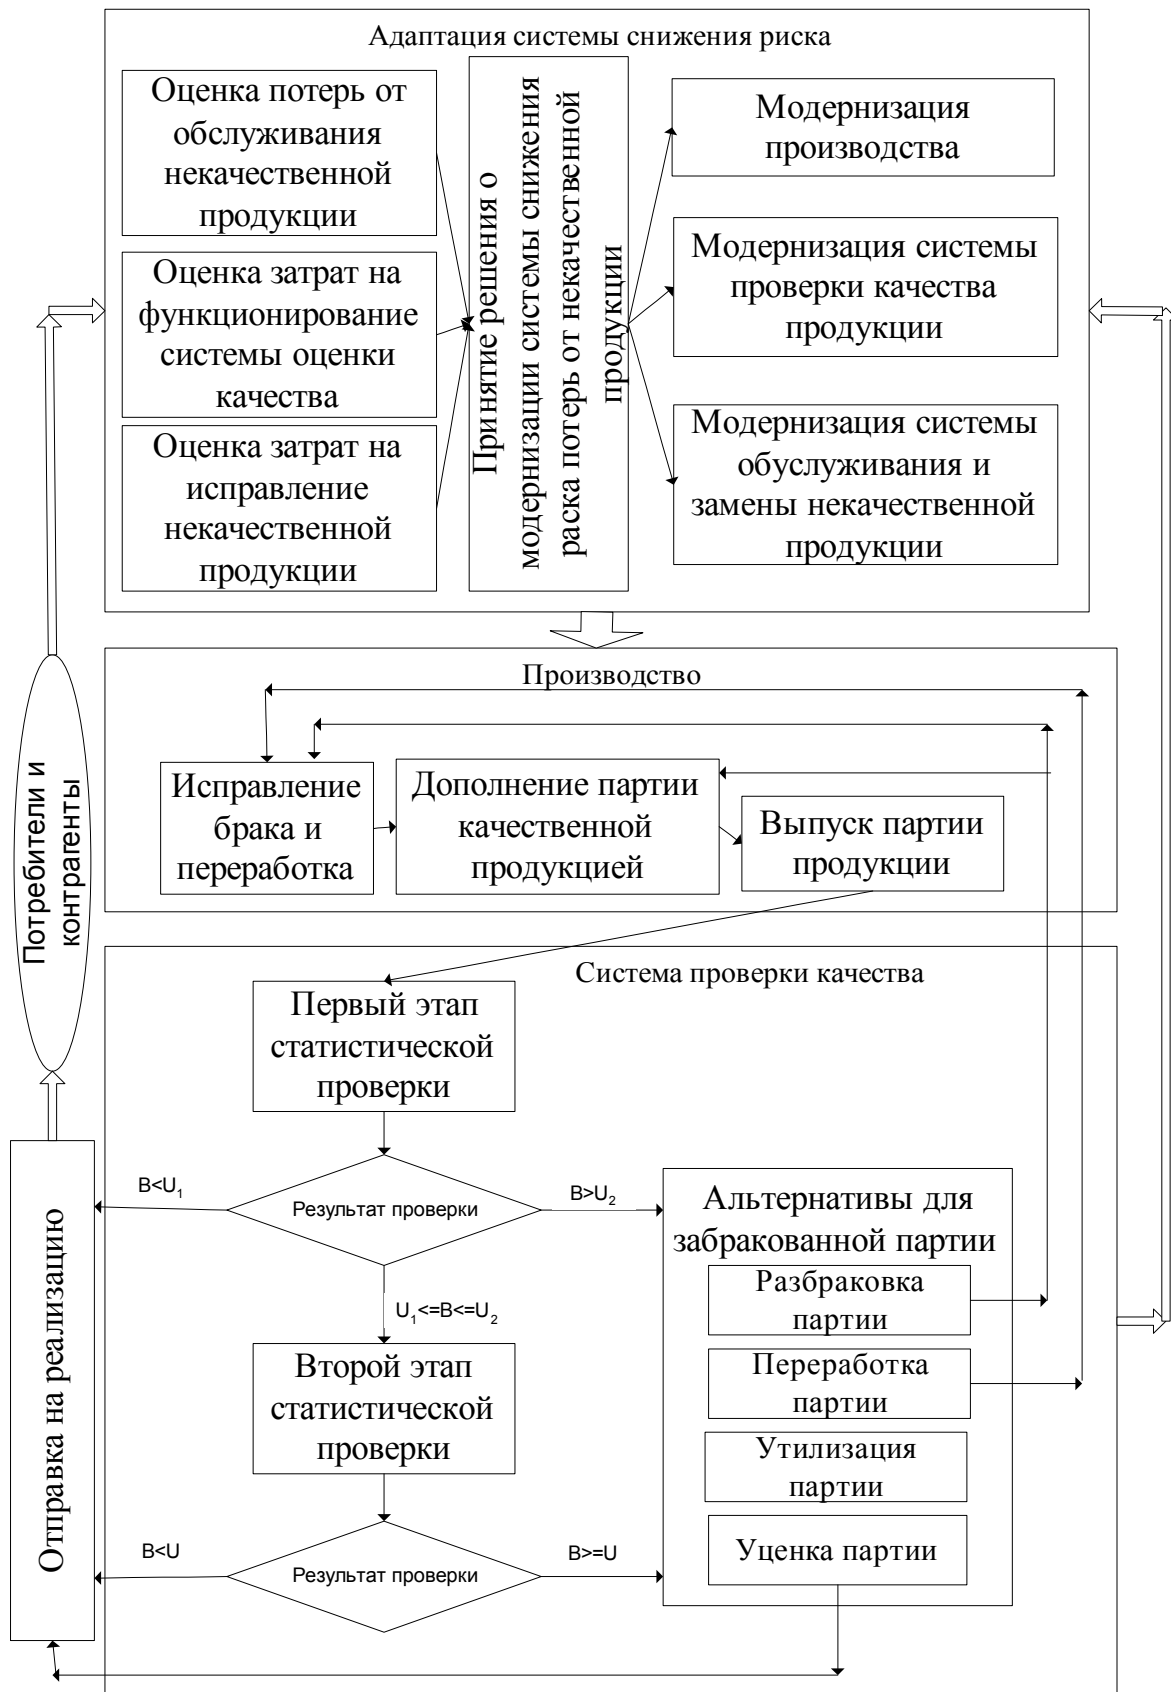 Адаптация системы снижения риска
Оценка потерь от
обслуживания
некачественной
продукции
Оценка затрат на
функционирование
системы оценки
качества
Оценка затрат на
исправление
некачественной
продукции
Принятие решения о
модернизации системы снижения
раска потерь от некачественной
продукции
Модернизация
производства
Модернизация системы
проверки качества
продукции
Модернизация системы
обуслуживания и
замены некачественной
продукции
Потребители и
контрагенты
Производство
Исправление
брака и
переработка
Дополнение партии
качественной
продукцией
Выпуск партии
продукции
Система проверки качества
Первый этап
статистической
проверки
B<U₁
Результат проверки
B>U₂
U₁<=B<=U₂
Второй этап
статистической
проверки
B<U
Результат проверки
B>=U
Альтернативы для
забракованной партии
Разбраковка
партии
Переработка
партии
Утилизация
партии
Уценка партии
Отправка на реализацию